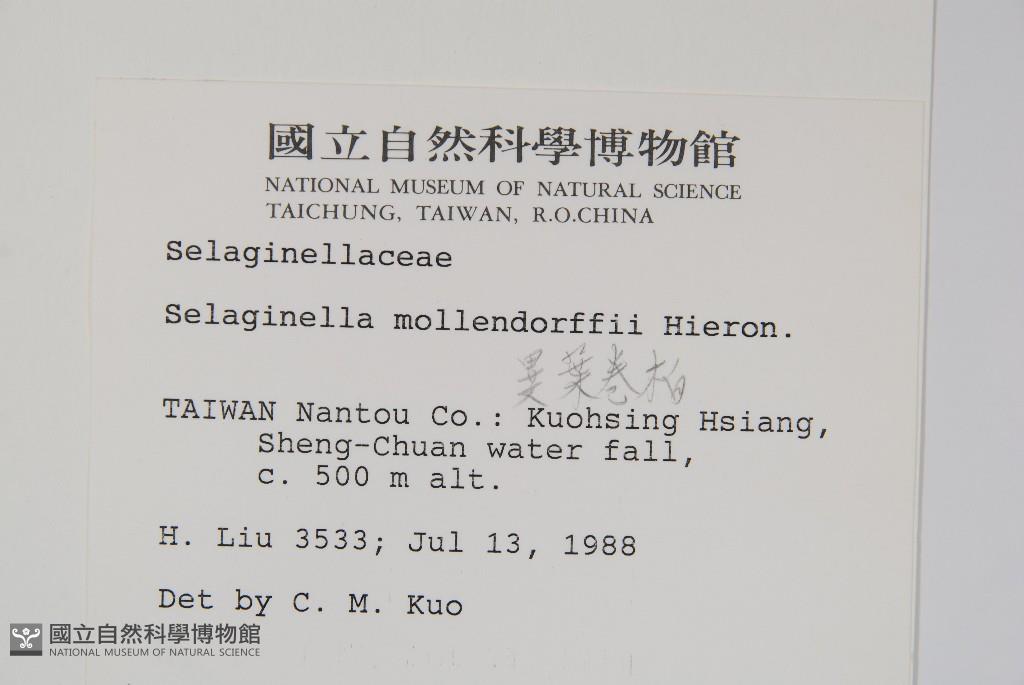 國立自然科學博物館
NATIONAL MUSEUM OF NATURAL SCIENCE
TAICHUNG, TAIWAN, R.O.CHINA
Selaginellaceae
Selaginella mollendorffii Hieron.
異葉卷柏
TAIWAN Nantou Co.: Kuohsing Hsiang,
Sheng-Chuan water fall,
c. 500 m alt.
H. Liu 3533; Jul 13, 1988
Det by C. M. Kuo
國立自然科學博物館
NATIONAL MUSEUM OF NATURAL SCIENCE